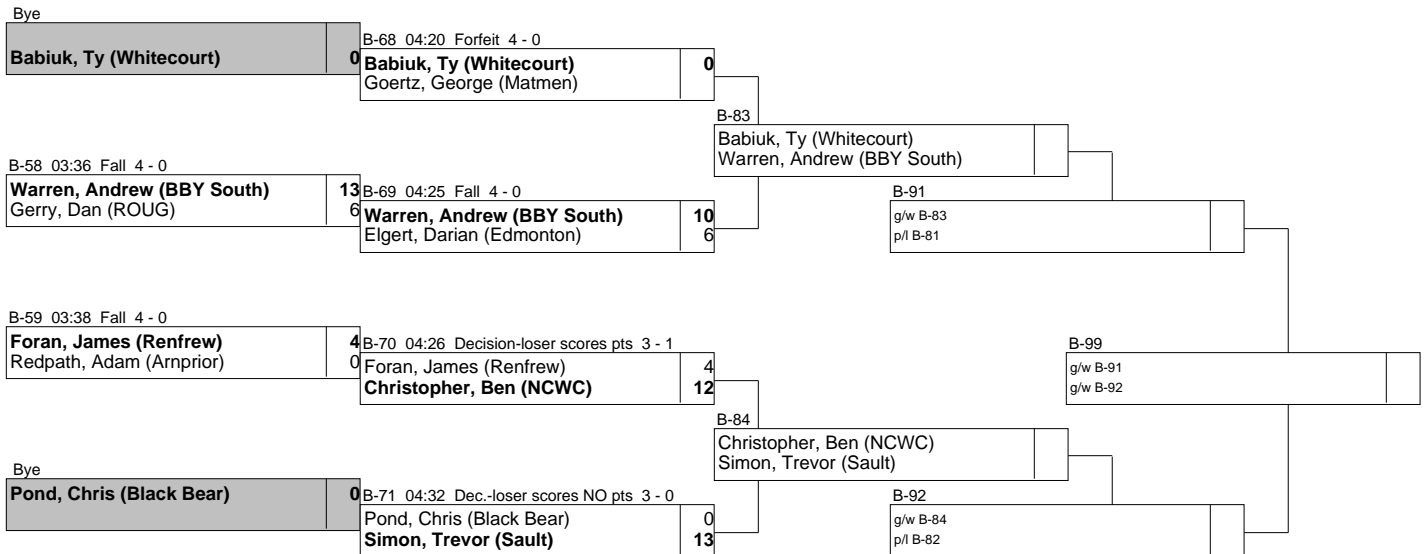 Bye
Babiuk, Ty (Whitecourt) 0
B-68 04:20 Forfeit 4 - 0
Babiuk, Ty (Whitecourt) 0
Goertz, George (Matmen)
B-83
Babiuk, Ty (Whitecourt)
Warren, Andrew (BBY South)
B-58 03:36 Fall 4 - 0
Warren, Andrew (BBY South) 13
Gerry, Dan (ROUG) 6
B-69 04:25 Fall 4 - 0
Warren, Andrew (BBY South) 10
Elgert, Darian (Edmonton) 6
B-91
g/w B-83
p/l B-81
B-59 03:38 Fall 4 - 0
Foran, James (Renfrew) 4
Redpath, Adam (Arnprior) 0
B-70 04:26 Decision-loser scores pts 3 - 1
Foran, James (Renfrew) 4
Christopher, Ben (NCWC) 12
B-99
g/w B-91
g/w B-92
B-84
Christopher, Ben (NCWC)
Simon, Trevor (Sault)
Bye
Pond, Chris (Black Bear) 0
B-71 04:32 Dec.-loser scores NO pts 3 - 0
Pond, Chris (Black Bear) 0
Simon, Trevor (Sault) 13
B-92
g/w B-84
p/l B-82